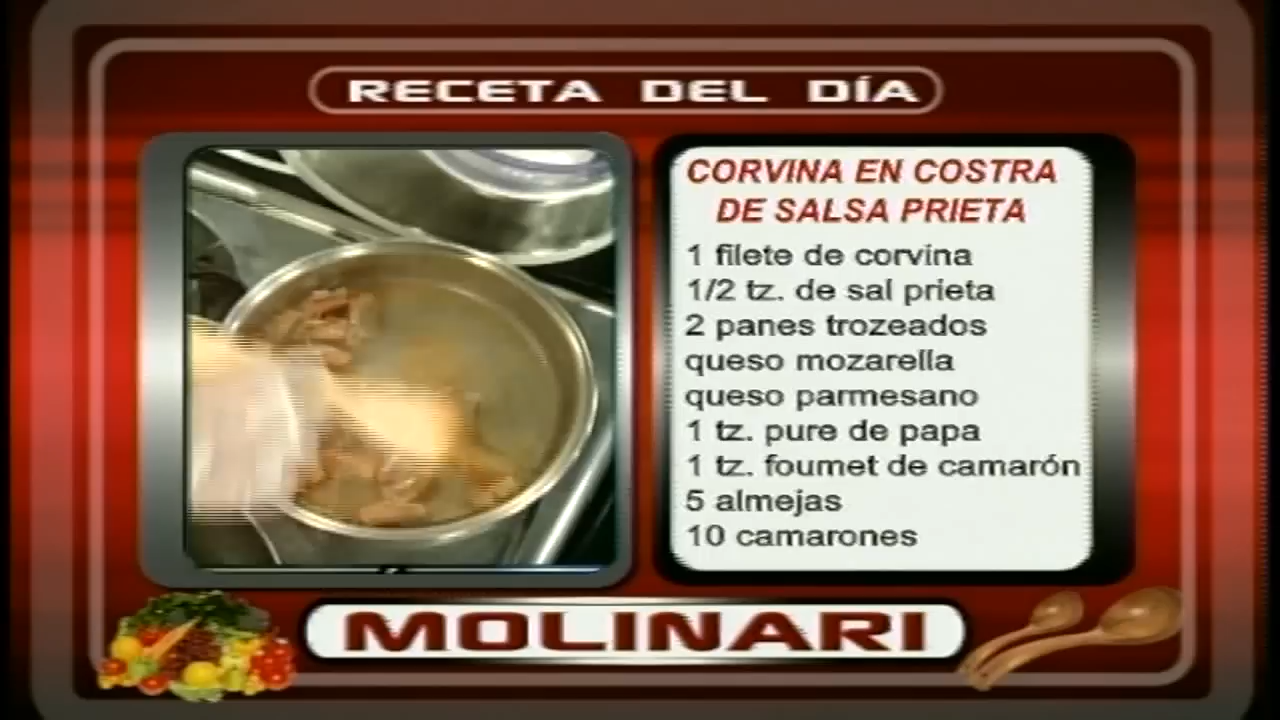 RECETA DEL DÍA
CORVINA EN COSTRA
DE SALSA PRIETA
1 filete de corvina
1/2 tz. de sal prieta
2 panes trozeados
queso mozarella
queso parmesano
1 tz. pure de papa
1 tz. foumet de camarón
5 almejas
10 camarones
MOLINARI